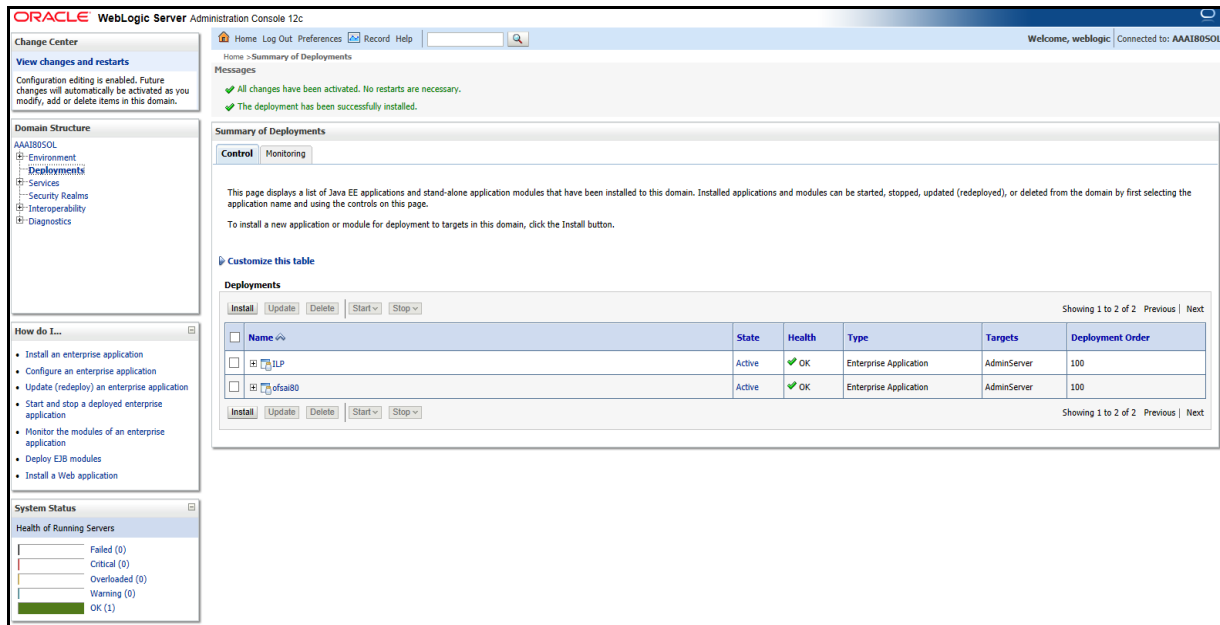 ORACLE WebLogic Server Administration Console 12c
Change Center
View changes and restarts
Configuration editing is enabled. Future
changes will automatically be activated as you
modify, add or delete items in this domain.
Domain Structure
AAAI80SOL
Environment
Deployments
Services
Security Realms
Interoperability
Diagnostics
How do I...
Install an enterprise application
Configure an enterprise application
Update (redeploy) an enterprise application
Start and stop a deployed enterprise
application
Monitor the modules of an enterprise
application
Deploy EJB modules
Install a Web application
System Status
Health of Running Servers
Failed (0)
Critical (0)
Overloaded (0)
Warning (0)
OK (1)
Home Log Out Preferences Record Help
Welcome, weblogic Connected to: AAAI80SOL
Home >Summary of Deployments
Messages
All changes have been activated. No restarts are necessary.
The deployment has been successfully installed.
Summary of Deployments
Control Monitoring
This page displays a list of Java EE applications and stand-alone application modules that have been installed to this domain. Installed applications and modules can be started, stopped, updated (redeployed), or deleted from the domain by first selecting the
application name and using the controls on this page.
To install a new application or module for deployment to targets in this domain, click the Install button.
Customize this table
Deployments
Install Update Delete Start Stop Showing 1 to 2 of 2 Previous | Next
Name State Health Type Targets Deployment Order
ILP Active OK Enterprise Application AdminServer 100
ofsai80 Active OK Enterprise Application AdminServer 100
Install Update Delete Start Stop Showing 1 to 2 of 2 Previous | Next